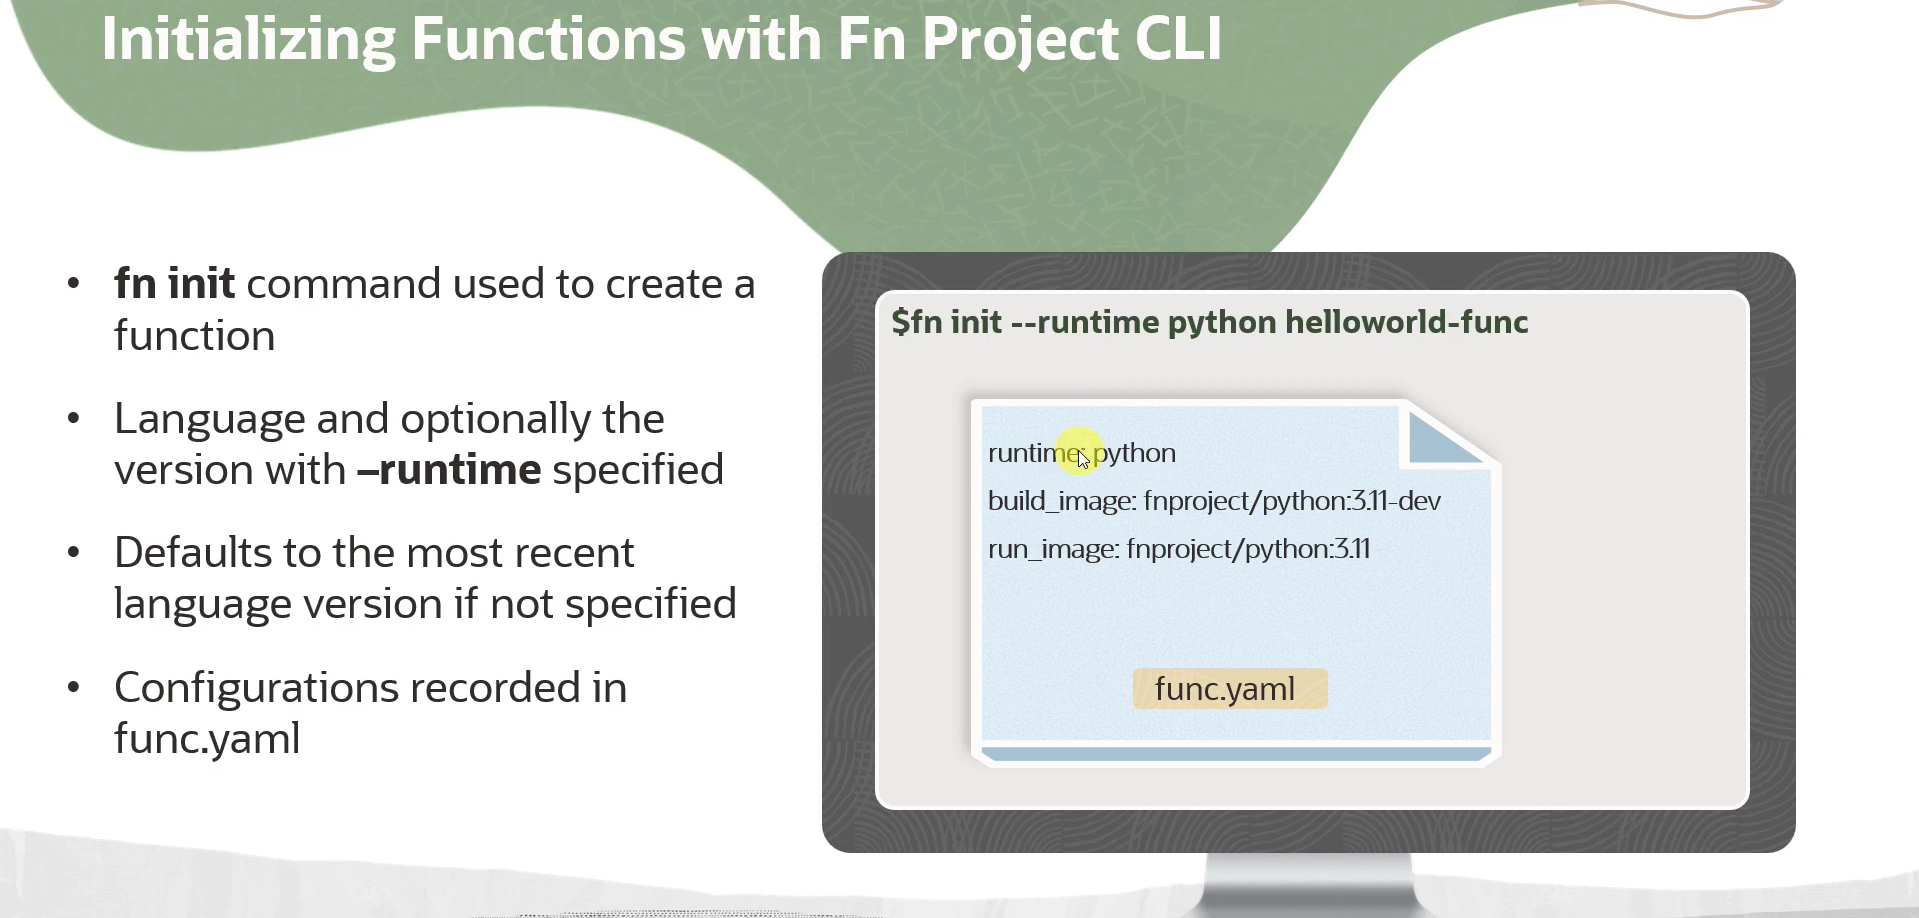 Initializing Functions with Fn Project CLI
• fn init command used to create a
function
• Language and optionally the
version with –runtime specified
• Defaults to the most recent
language version if not specified
• Configurations recorded in
func.yaml
$fn init --runtime python helloworld-func
runtime: python
build_image: fnproject/python:3.11-dev
run_image: fnproject/python:3.11
func.yaml